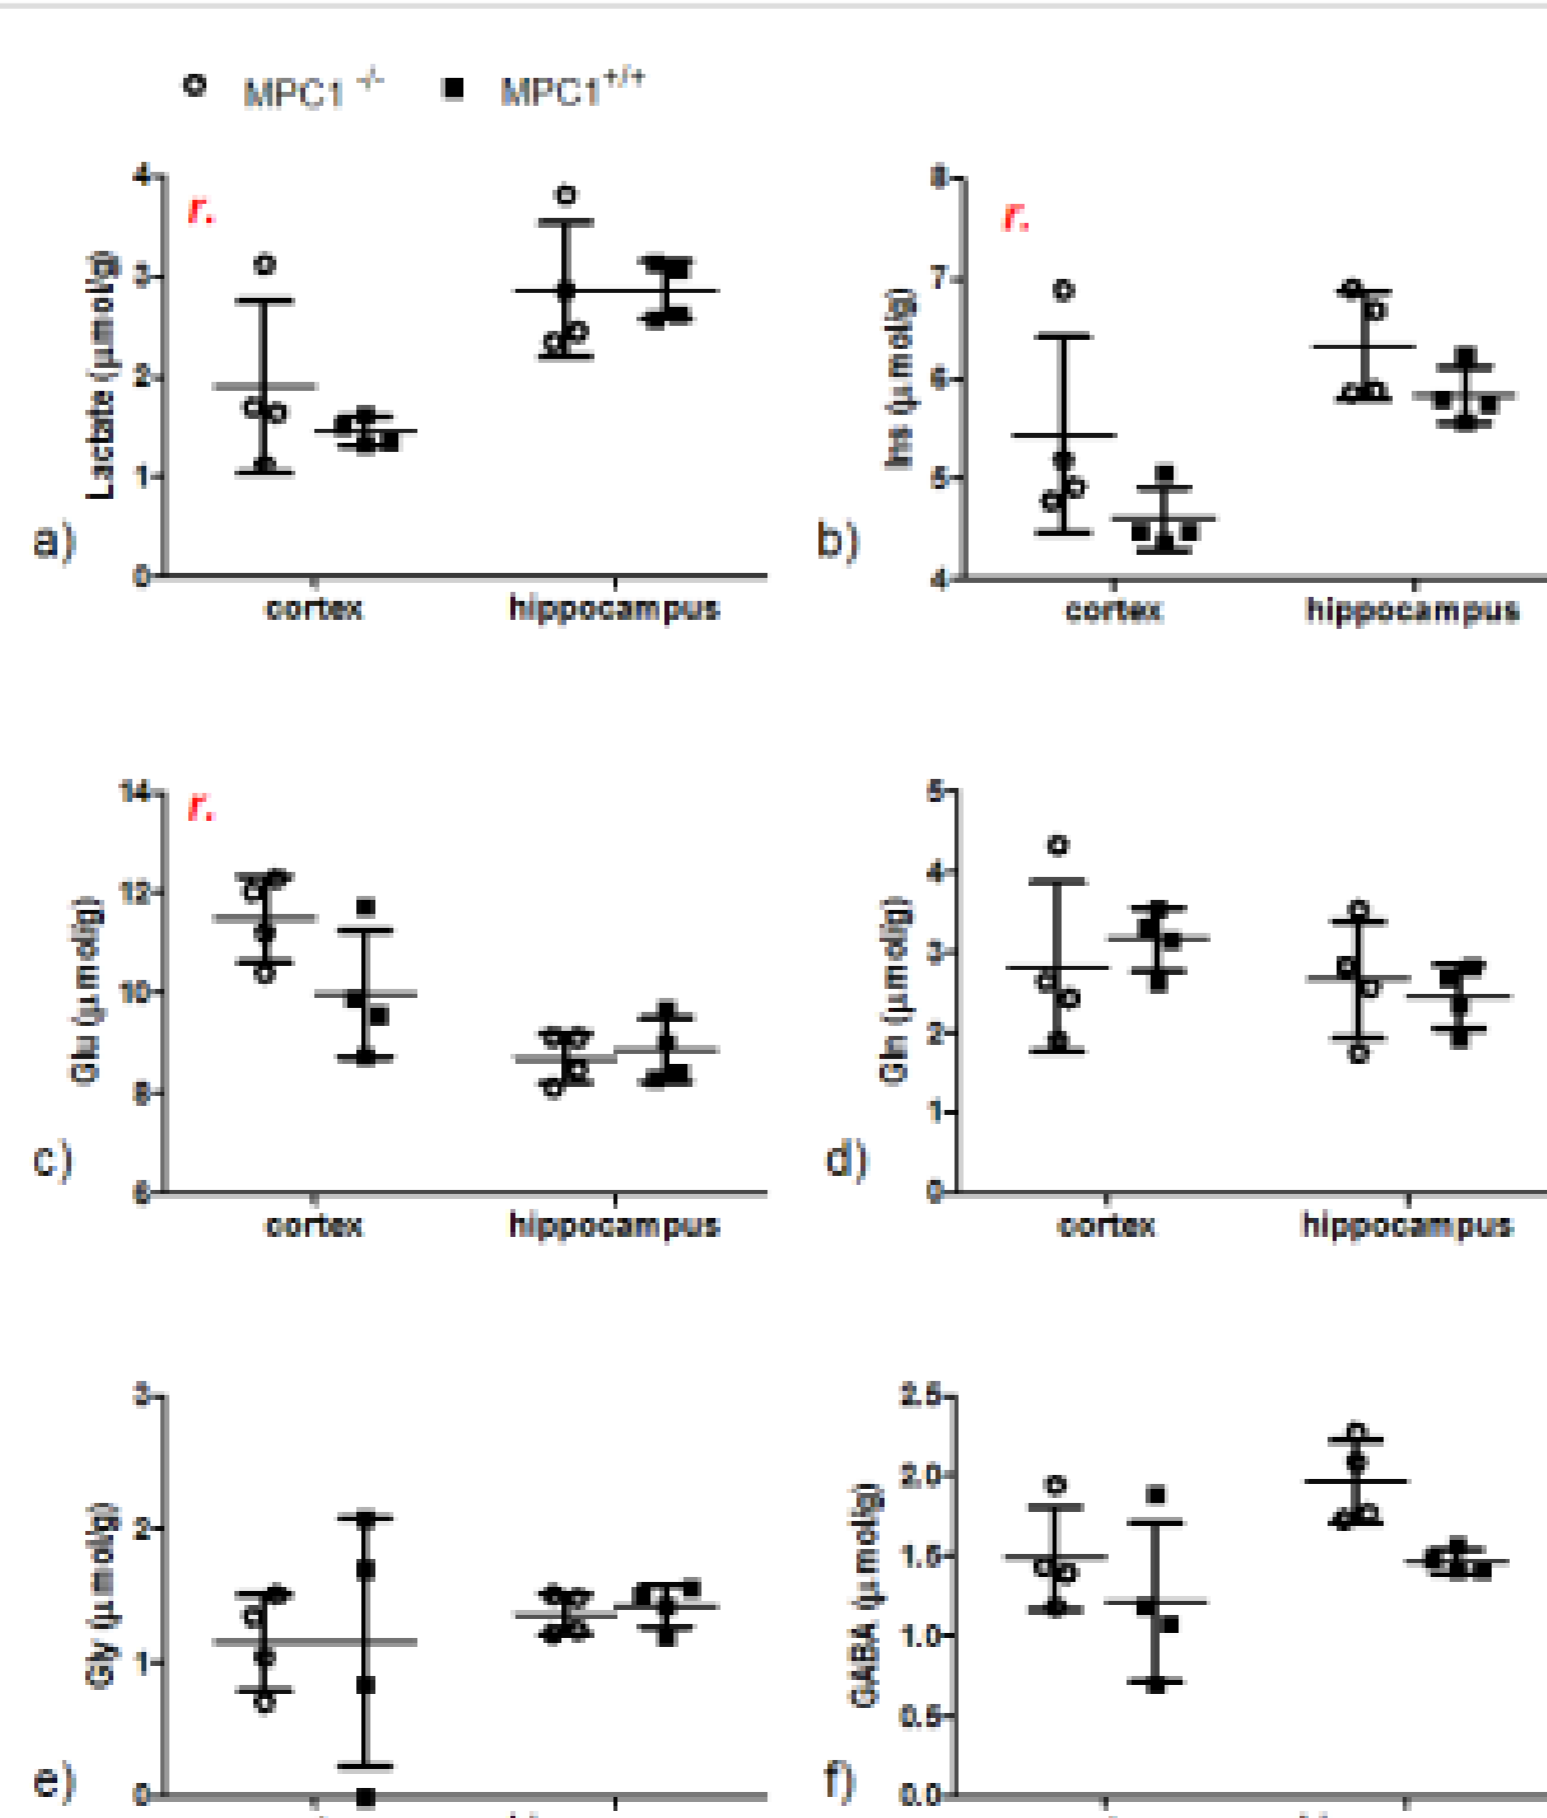 MPC1 -/- MPC1+/+
4
3
2
1
0
Lactate (μmol/g)
r.
a)
cortex hippocampus
8
7
6
5
4
Ins (μmol/g)
r.
b)
cortex hippocampus
14
12
10
8
6
Glu (μmol/g)
r.
c)
cortex hippocampus
5
4
3
2
1
0
Gln (μmol/g)
d)
cortex hippocampus
3
2
1
0
Gly (μmol/g)
e)
2.5
2.0
1.5
1.0
0.5
0.0
GABA (μmol/g)
f)